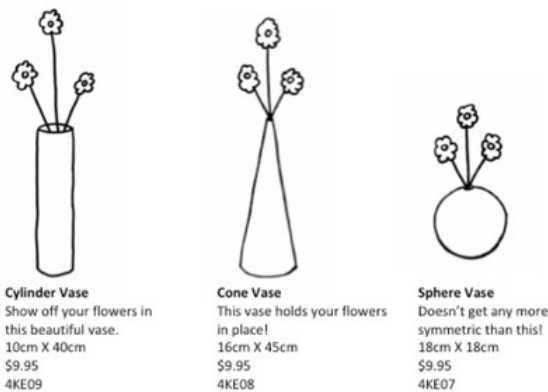 Cylinder Vase
Show off your flowers in
this beautiful vase.
10cm X 40cm
$9.95
4KE09
Cone Vase
This vase holds your flowers
in place!
16cm X 45cm
$9.95
4KE08
Sphere Vase
Doesn't get any more
symmetric than this!
18cm X 18cm
$9.95
4KE07